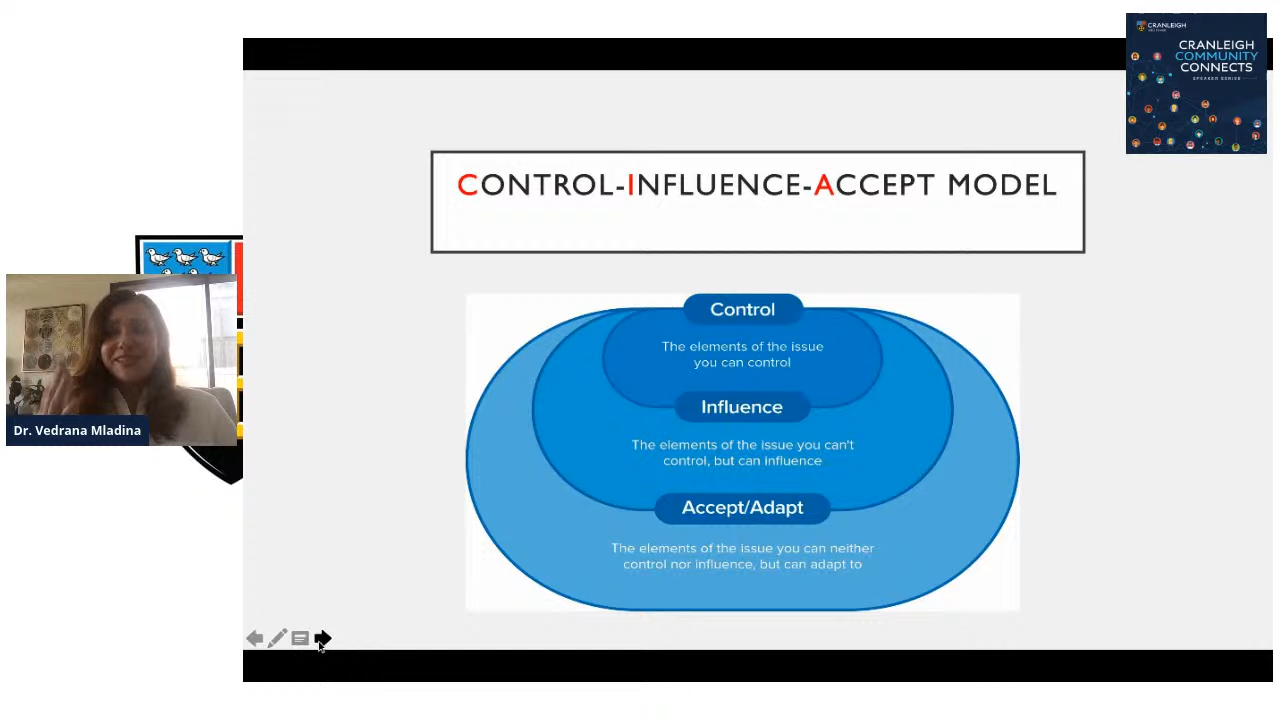 CRANLEIGH
ABU DHABI
CRANLEIGH
COMMUNITY
CONNECTS
SPEAKER SERIES
CONTROL-INFLUENCE-ACCEPT MODEL
Control
The elements of the issue
you can control
Influence
The elements of the issue you can't
control, but can influence
Accept/Adapt
The elements of the issue you can neither
control nor influence, but can adapt to
Dr. Vedrana Mladina